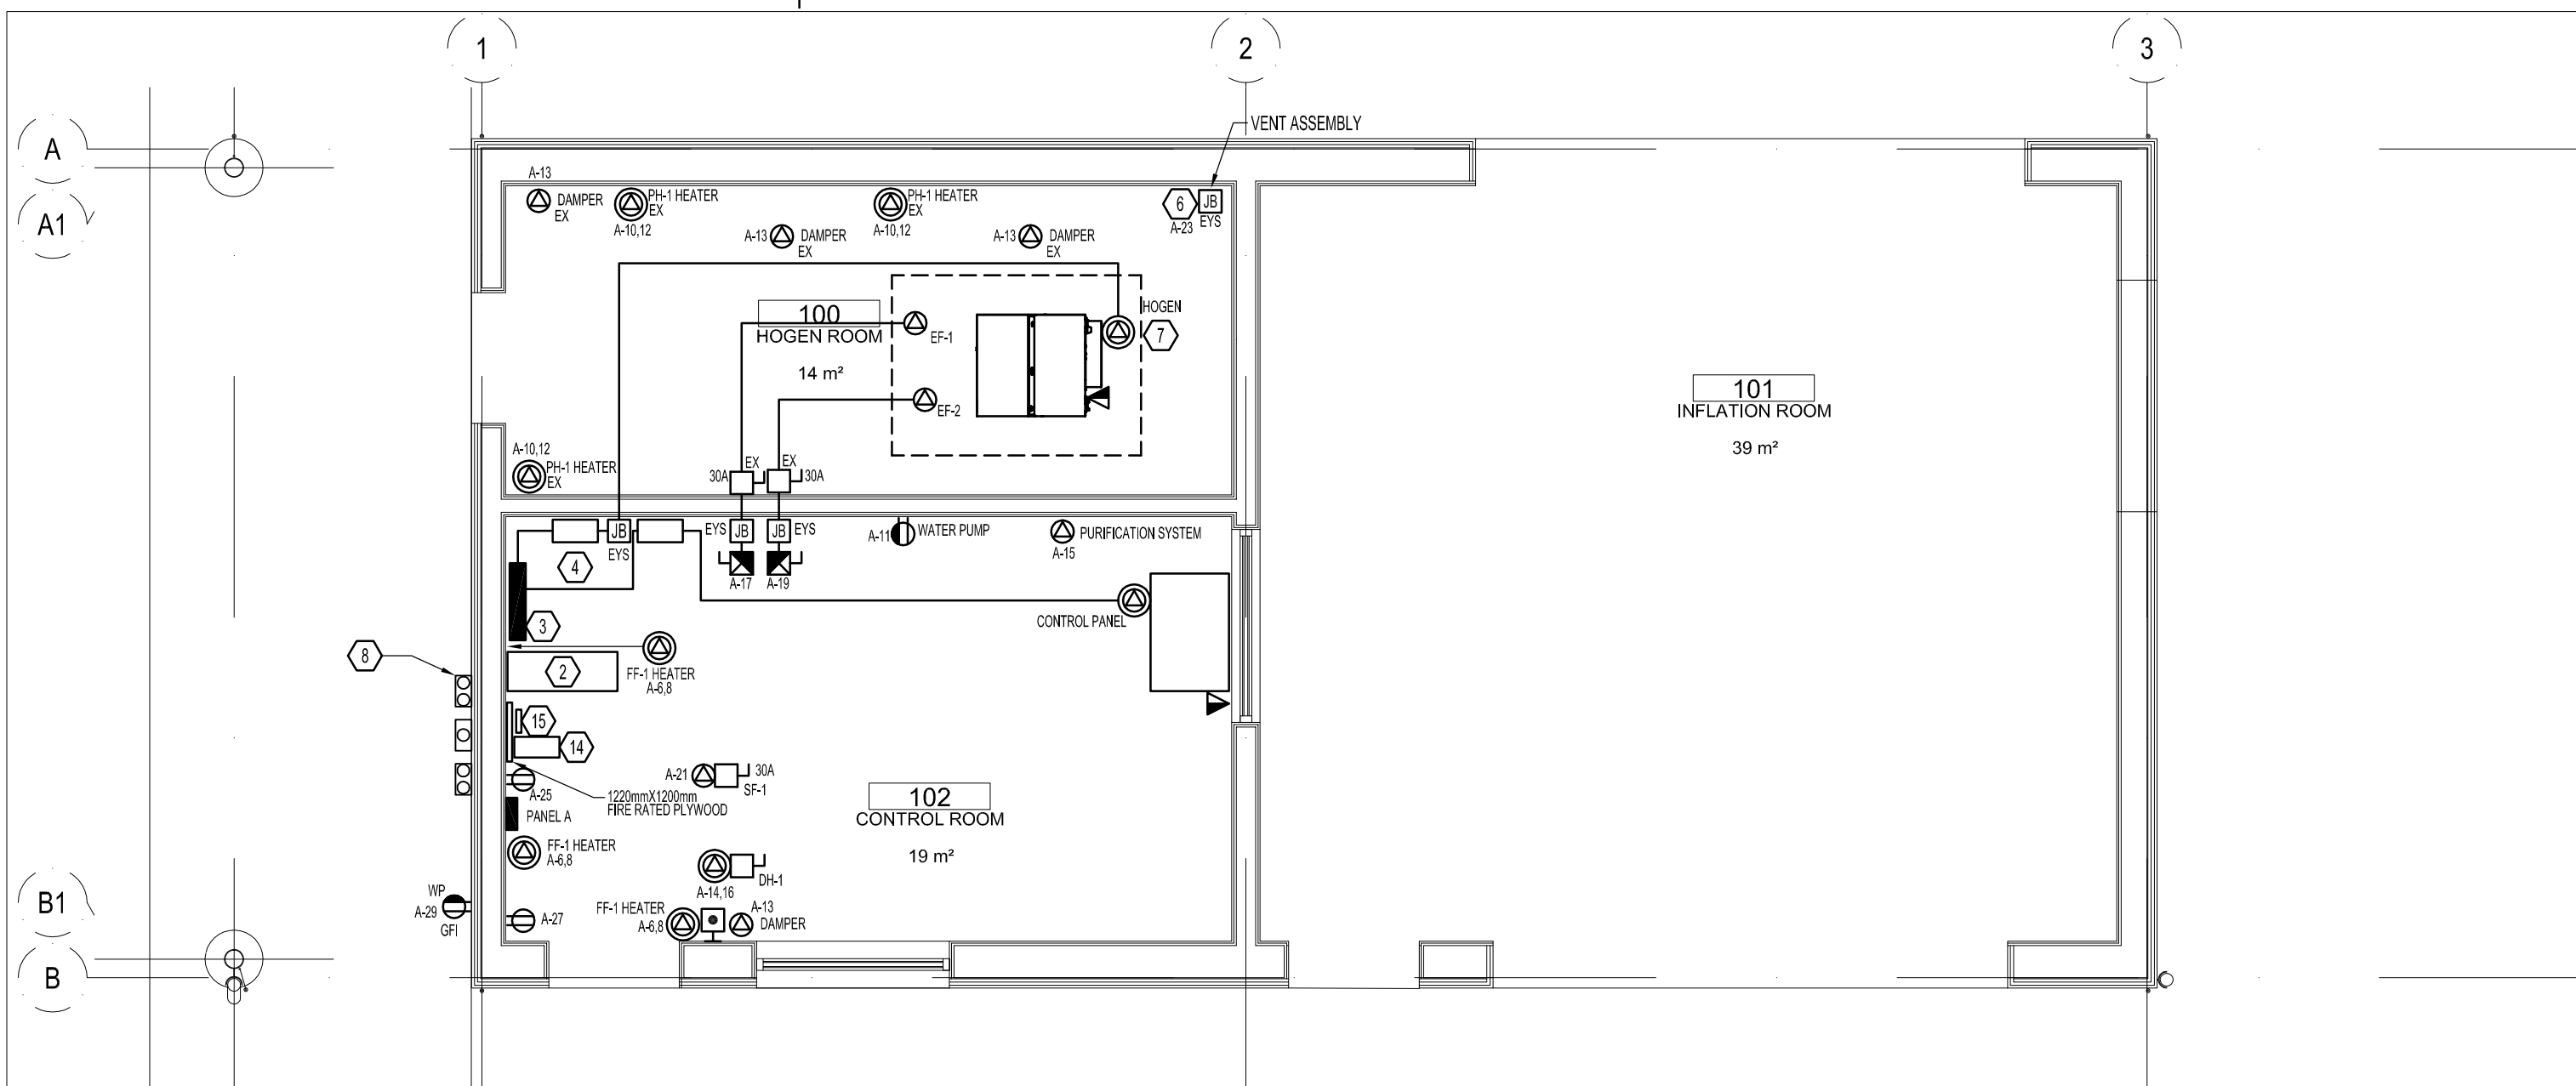 1
2
3
VENT ASSEMBLY
A
A1
A-13
DAMPER
EX
PH-1 HEATER
EX
A-10,12
PH-1 HEATER
EX
A-10,12
6
JB
A-23
EYS
A-13
DAMPER
EX
A-13
DAMPER
EX
100
HOGEN ROOM
14 m²
EF-1
EF-2
HOGEN
7
101
INFLATION ROOM
39 m²
A-10,12
PH-1 HEATER
EX
30A
EX
EX
30A
JB
EYS
EYS
JB
JB
EYS
A-17
A-19
A-11
WATER PUMP
PURIFICATION SYSTEM
A-15
4
3
CONTROL PANEL
8
2
FF-1 HEATER
A-6,8
15
14
A-25
1220mmX1200mm
FIRE RATED PLYWOOD
PANEL A
A-21
30A
SF-1
102
CONTROL ROOM
19 m²
FF-1 HEATER
A-6,8
DH-1
A-14,16
WP
A-29
GFI
A-27
FF-1 HEATER
A-6,8
A-13
DAMPER
B1
B